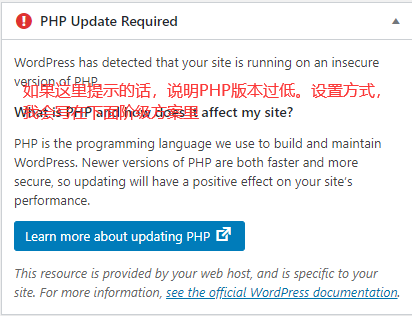 PHP Update Required
WordPress has detected that your site is running on an insecure
version of PHP.
如果这里提示的话，说明PHP版本过低。设置方式，
我会写在下面阶级方案里
What is PHP and how does it affect my site?
PHP is the programming language we use to build and maintain
WordPress. Newer versions of PHP are both faster and more
secure, so updating will have a positive effect on your site's
performance.
Learn more about updating PHP
This resource is provided by your web host, and is specific to
your site. For more information, see the official WordPress documentation.